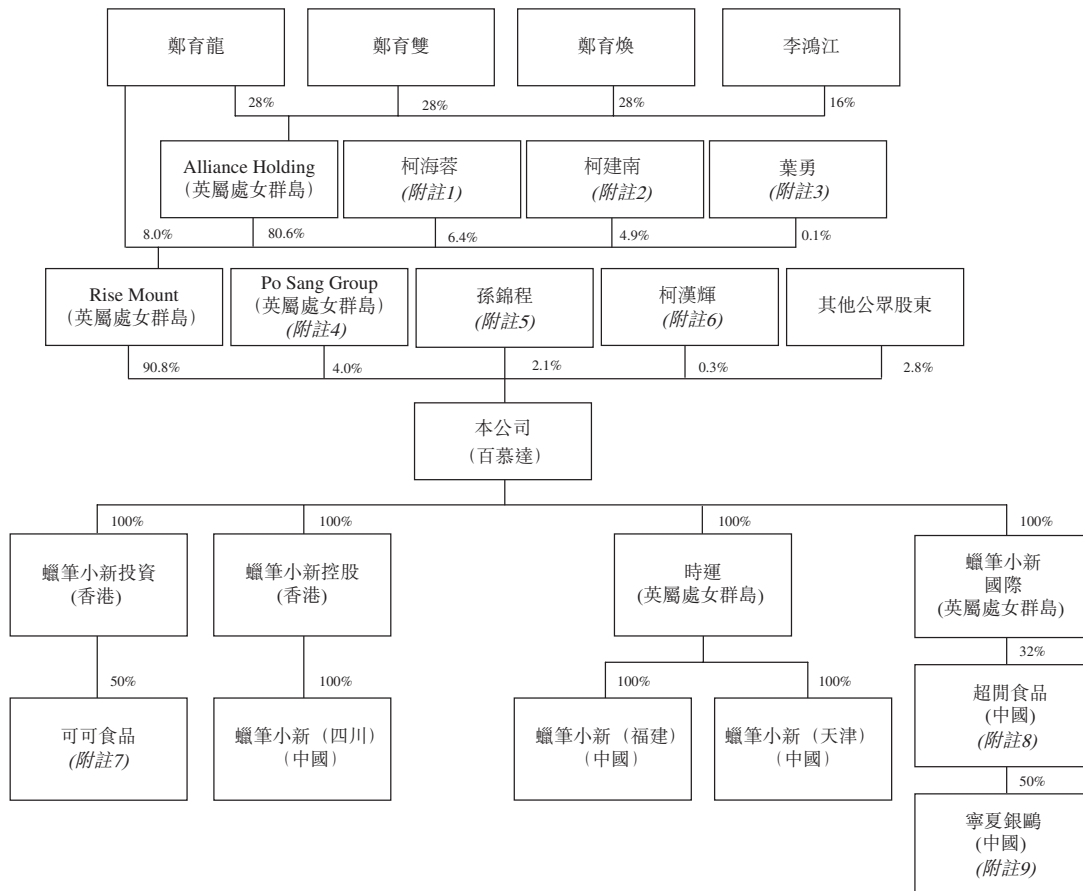 鄭育龍
鄭育雙
鄭育煥
李鴻江
28%
28%
28%
16%
Alliance Holding
（英屬處女群島）
柯海蓉
(附註1)
柯建南
(附註2)
葉勇
(附註3)
8.0%
80.6%
6.4%
4.9%
0.1%
Rise Mount
（英屬處女群島）
Po Sang Group
（英屬處女群島）
(附註4)
孫錦程
(附註5)
柯漢輝
(附註6)
其他公眾股東
90.8%
4.0%
2.1%
0.3%
2.8%
本公司
（百慕達）
100%
100%
100%
100%
蠟筆小新投資
(香港)
蠟筆小新控股
(香港)
時運
(英屬處女群島)
蠟筆小新
國際
(英屬處女群島)
50%
100%
100%
100%
32%
可可食品
(附註7)
蠟筆小新（四川）
（中國）
蠟筆小新（福建）
（中國）
蠟筆小新（天津）
（中國）
超閒食品
(中國)
(附註8)
50%
寧夏銀鷗
(中國)
(附註9)